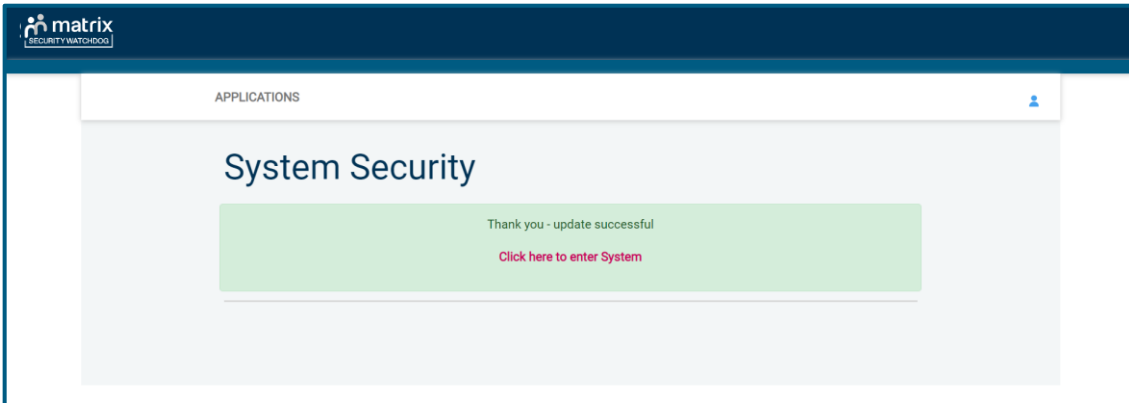 matrix
SECURITY WATCHDOG
APPLICATIONS
System Security
Thank you - update successful
Click here to enter System